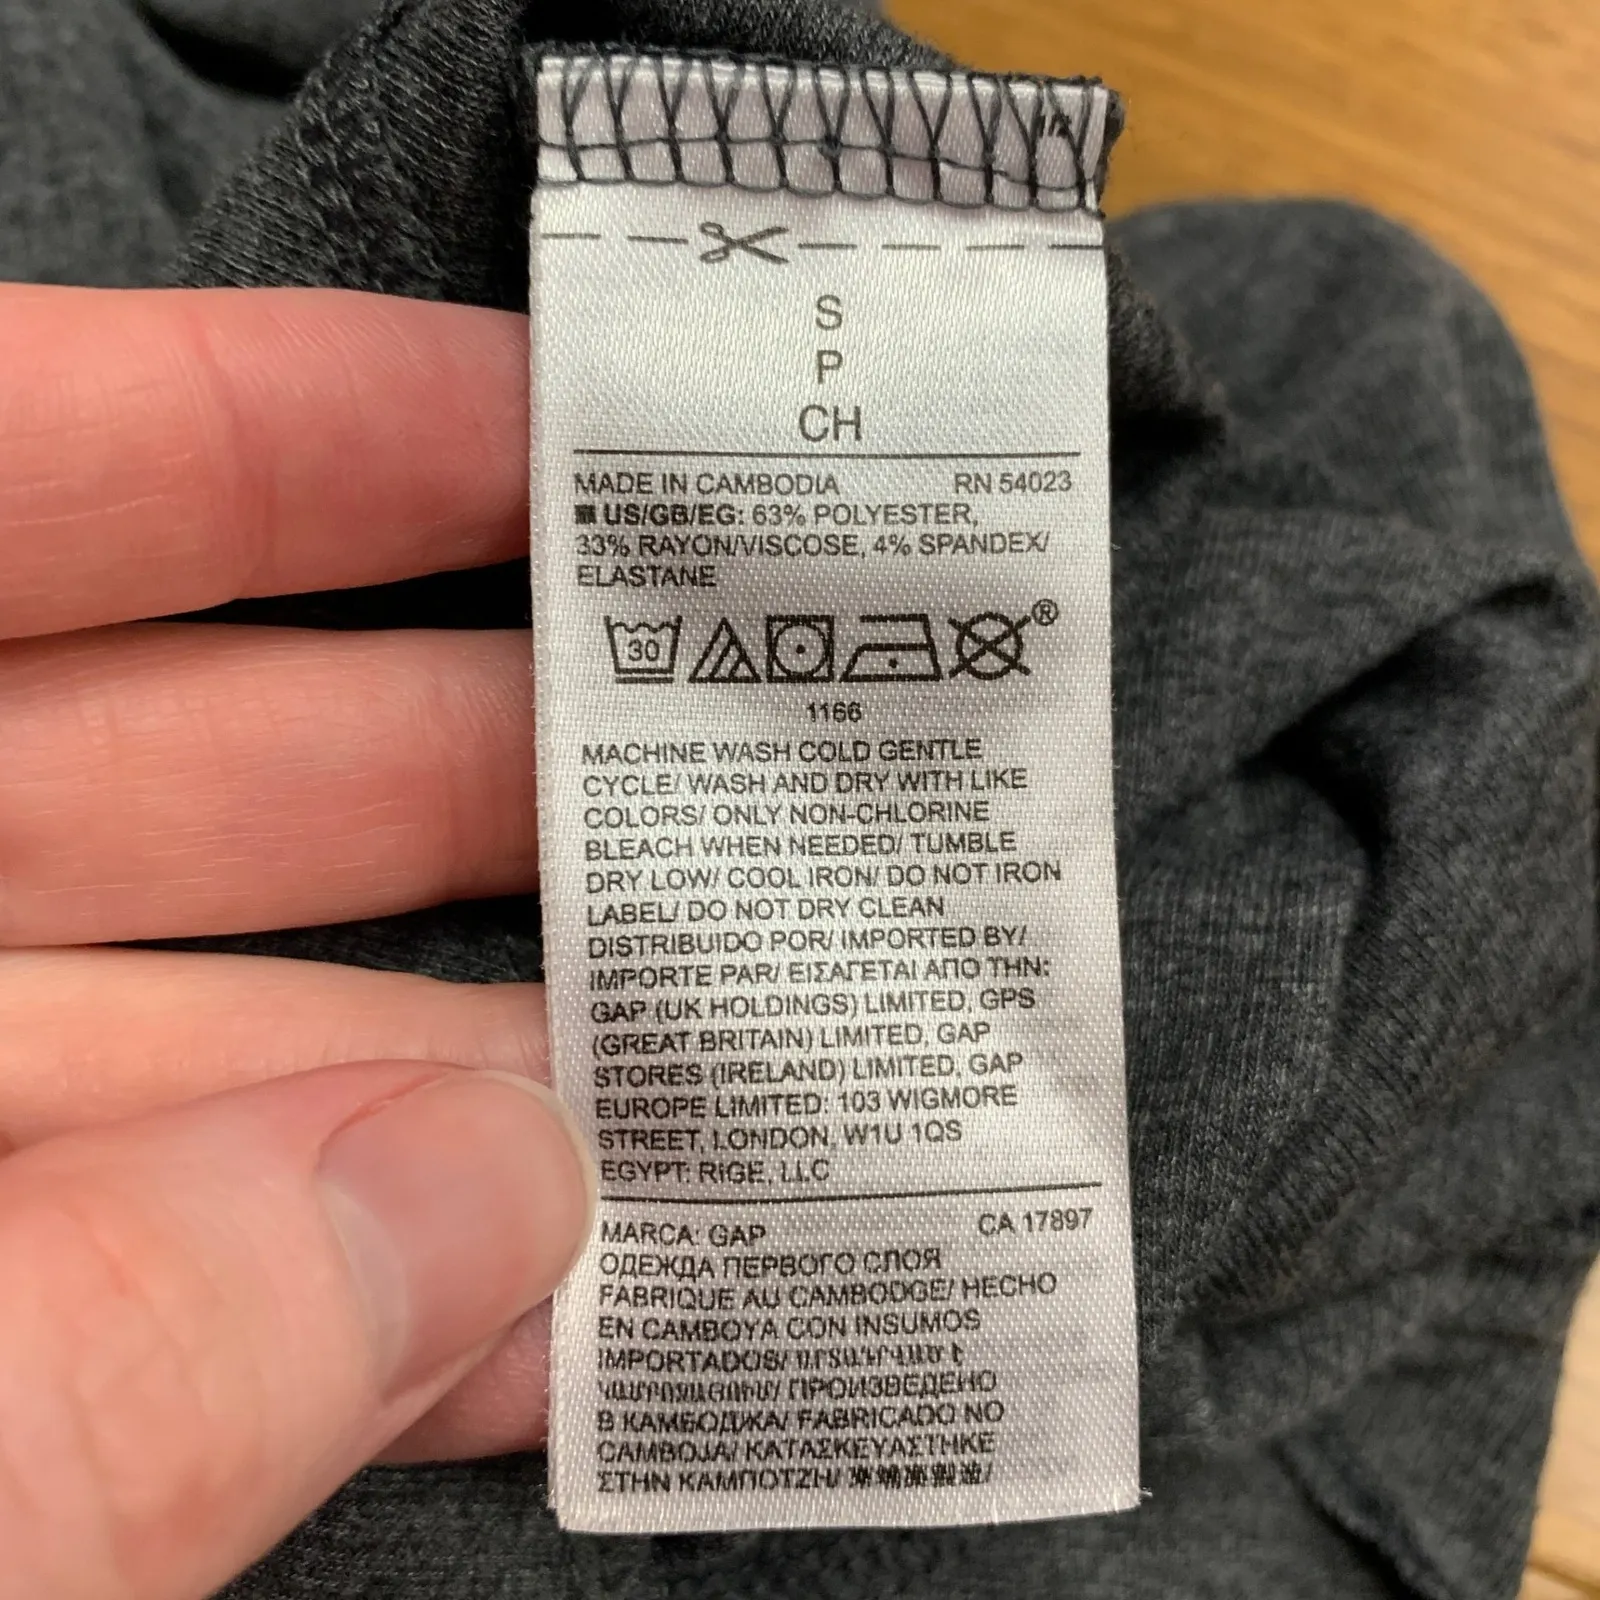 S
P
CH
MADE IN CAMBODIA RN 54023
US/GB/EG: 63% POLYESTER,
33% RAYON/VISCOSE, 4% SPANDEX/
ELASTANE
30
®
1166
MACHINE WASH COLD GENTLE
CYCLE/ WASH AND DRY WITH LIKE
COLORS/ ONLY NON-CHLORINE
BLEACH WHEN NEEDED/ TUMBLE
DRY LOW/ COOL IRON/ DO NOT IRON
LABEL/ DO NOT DRY CLEAN
DISTRIBUIDO POR/ IMPORTED BY/
IMPORTE PAR/ ΕΙΣΑΓΕΤΑΙ ΑΠΟ ΤΗΝ:
GAP (UK HOLDINGS) LIMITED, GPS
(GREAT BRITAIN) LIMITED, GAP
STORES (IRELAND) LIMITED, GAP
EUROPE LIMITED: 103 WIGMORE
STREET, LONDON. W1U 1QS
EGYPT: RIGE, LLC
MARCA: GAP CA 17897
ОДЕЖДА ПЕРВОГО СЛОЯ
FABRIQUE AU CAMBODGE/ HECHO
EN CAMBOYA CON INSUMOS
IMPORTADOS/
ПРОИЗВЕДЕНО
В КАМБОДЖА/ FABRICADO NO
CAMBOJA/ ΚΑΤΑΣΚΕΥΑΣΤΗΚΕ
ΣΤΗΝ ΚΑΜΠΟΤΖΗ/